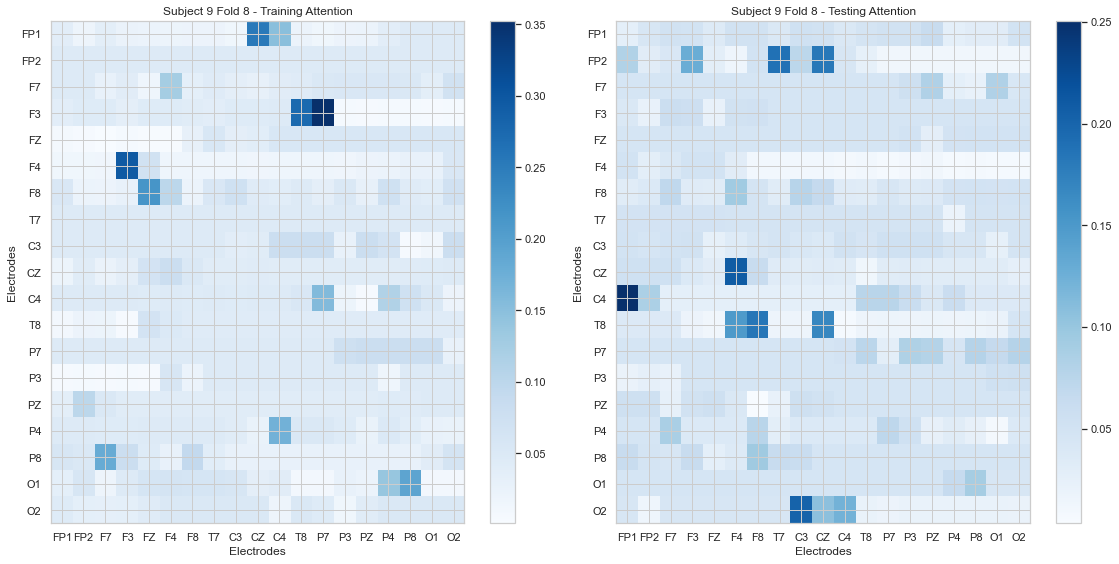 Subject 9 Fold 8 - Training Attention
FP1
FP2
F7
F3
FZ
F4
F8
T7
C3
CZ
C4
T8
P7
P3
PZ
P4
P8
O1
O2
Electrodes
FP1 FP2 F7 F3 FZ F4 F8 T7 C3 CZ C4 T8 P7 P3 PZ P4 P8 O1 O2
Electrodes
0.35
0.30
0.25
0.20
0.15
0.10
0.05
Subject 9 Fold 8 - Testing Attention
FP1
FP2
F7
F3
FZ
F4
F8
T7
C3
CZ
C4
T8
P7
P3
PZ
P4
P8
O1
O2
Electrodes
FP1 FP2 F7 F3 FZ F4 F8 T7 C3 CZ C4 T8 P7 P3 PZ P4 P8 O1 O2
Electrodes
0.25
0.20
0.15
0.10
0.05